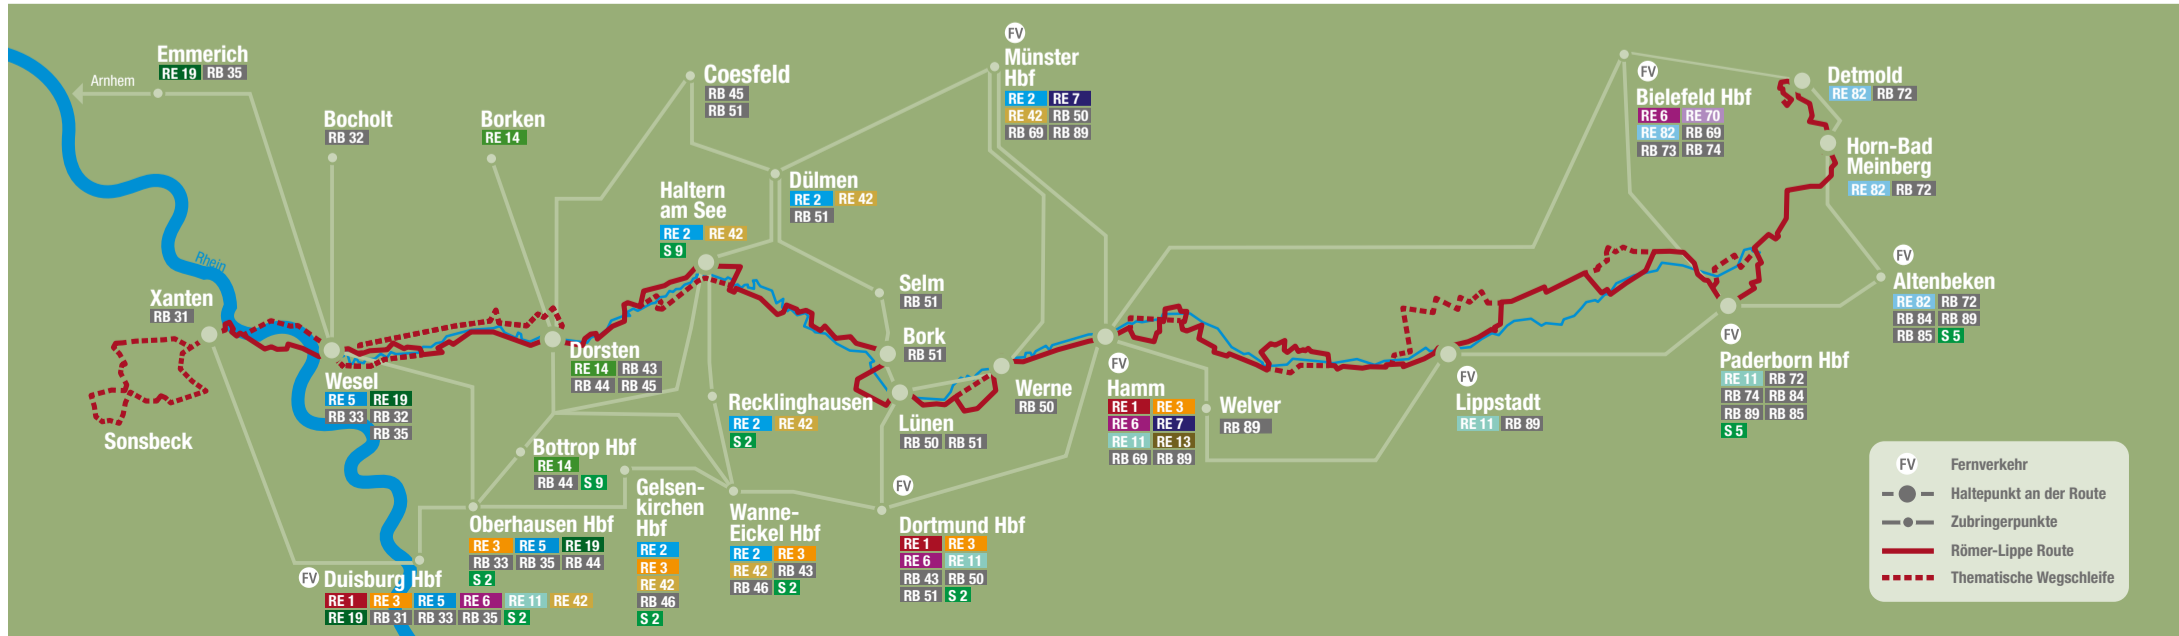 Emmerich
RE 19 RB 35
Arnhem
Bocholt
RB 32
Borken
RE 14
Coesfeld
RB 45
RB 51
FV
Münster
Hbf
RE 2 RE 7
RE 42 RB 50
RB 69 RB 89
FV
Bielefeld Hbf
RE 6 RE 70
RE 82 RB 69
RB 73 RB 74
Detmold
RE 82 RB 72
Horn-Bad
Meinberg
RE 82 RB 72
Haltern
am See
RE 2 RE 42
S 9
Dülmen
RE 2 RE 42
RB 51
Rhein
Xanten
RB 31
Selm
RB 51
FV
Altenbeken
RE 82 RB 72
RB 84 RB 89
RB 85 S 5
Sonsbeck
Wesel
RE 5 RE 19
RB 33 RB 32
RB 35
Dorsten
RE 14 RB 43
RB 44 RB 45
Bork
RB 51
Recklinghausen
RE 2 RE 42
S 2
Lünen
RB 50 RB 51
Werne
RB 50
FV
Hamm
RE 1 RE 3
RE 6 RE 7
RE 11 RE 13
RB 69 RB 89
Welver
RB 89
FV
Lippstadt
RE 11 RB 89
FV
Paderborn Hbf
RE 11 RB 72
RB 74 RB 84
RB 89 RB 85
S 5
Bottrop Hbf
RE 14
RB 44 S 9
Oberhausen Hbf
RE 3 RE 5 RE 19
RB 33 RB 35 RB 44
S 2
Gelsen-
kirchen
Hbf
RE 2
RE 3
RE 42
RB 46
S 2
Wanne-
Eickel Hbf
RE 2 RE 3
RE 42 RB 43
RB 46 S 2
FV
Dortmund Hbf
RE 1 RE 3
RE 6 RE 11
RB 43 RB 50
RB 51 S 2
FV Duisburg Hbf
RE 1 RE 3 RE 5 RE 6 RE 11 RE 42
RE 19 RB 31 RB 33 RB 35 S 2
FV Fernverkehr
Haltepunkt an der Route
Zubringerpunkte
Römer-Lippe Route
Thematische Wegschleife